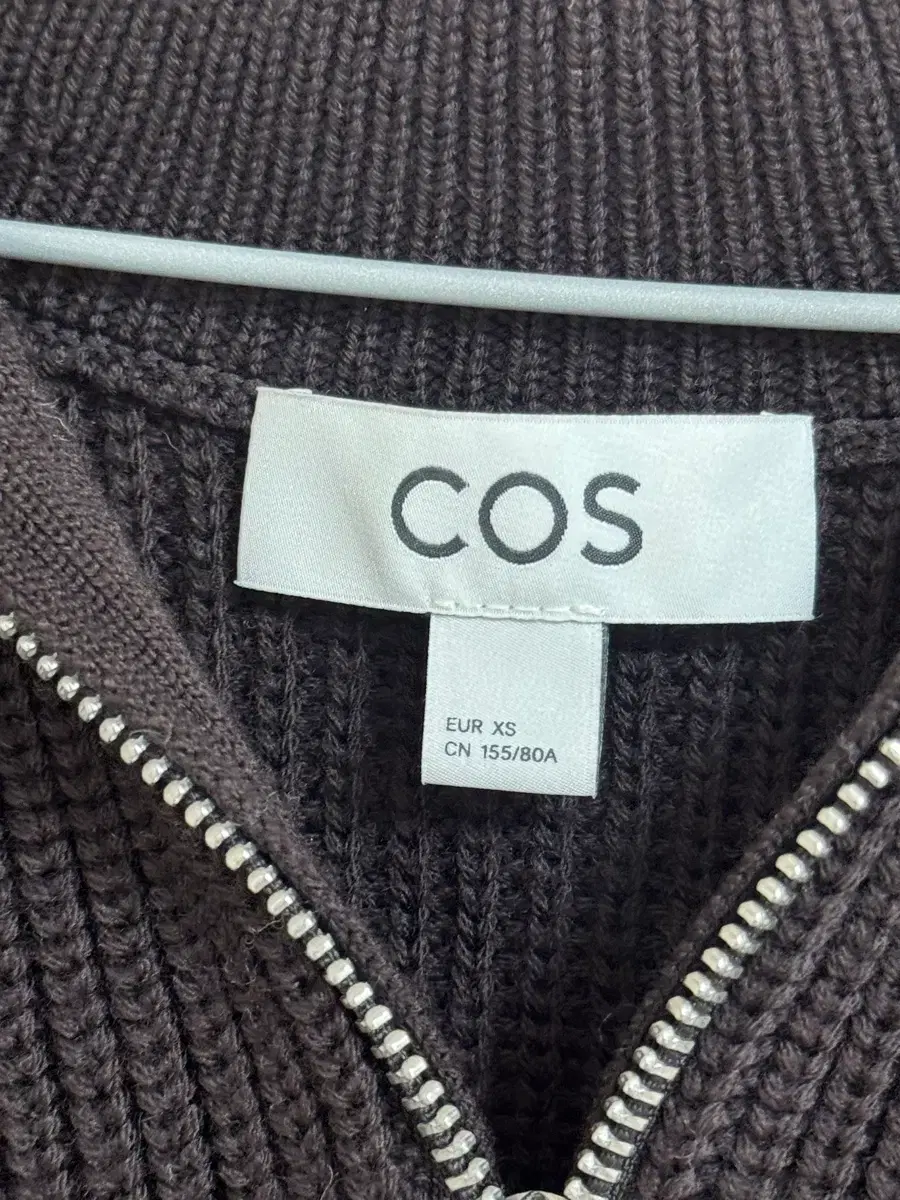 COS
EUR XS
CN 155/80A